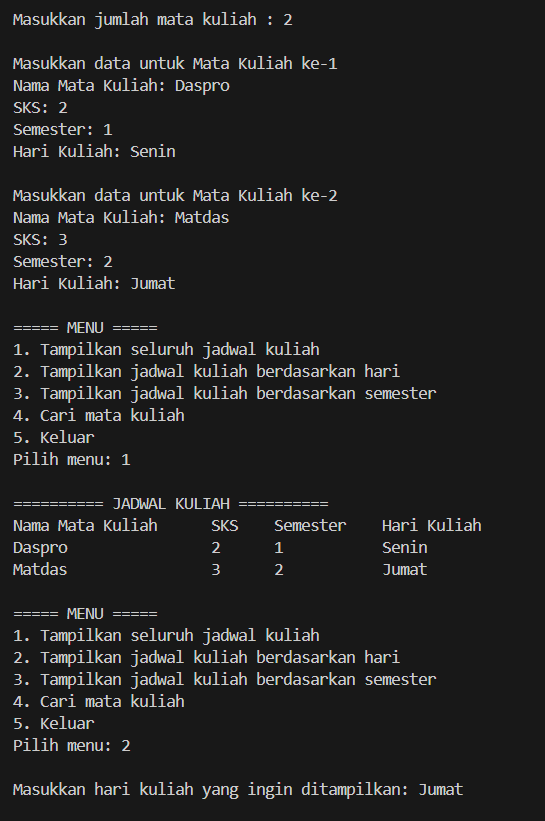 Masukkan jumlah mata kuliah : 2
Masukkan data untuk Mata Kuliah ke-1
Nama Mata Kuliah: Daspro
SKS: 2
Semester: 1
Hari Kuliah: Senin
Masukkan data untuk Mata Kuliah ke-2
Nama Mata Kuliah: Matdas
SKS: 3
Semester: 2
Hari Kuliah: Jumat
===== MENU =====
1. Tampilkan seluruh jadwal kuliah
2. Tampilkan jadwal kuliah berdasarkan hari
3. Tampilkan jadwal kuliah berdasarkan semester
4. Cari mata kuliah
5. Keluar
Pilih menu: 1
========== JADWAL KULIAH ==========
Nama Mata Kuliah      SKS    Semester    Hari Kuliah
Daspro                2      1           Senin
Matdas                3      2           Jumat
===== MENU =====
1. Tampilkan seluruh jadwal kuliah
2. Tampilkan jadwal kuliah berdasarkan hari
3. Tampilkan jadwal kuliah berdasarkan semester
4. Cari mata kuliah
5. Keluar
Pilih menu: 2
Masukkan hari kuliah yang ingin ditampilkan: Jumat